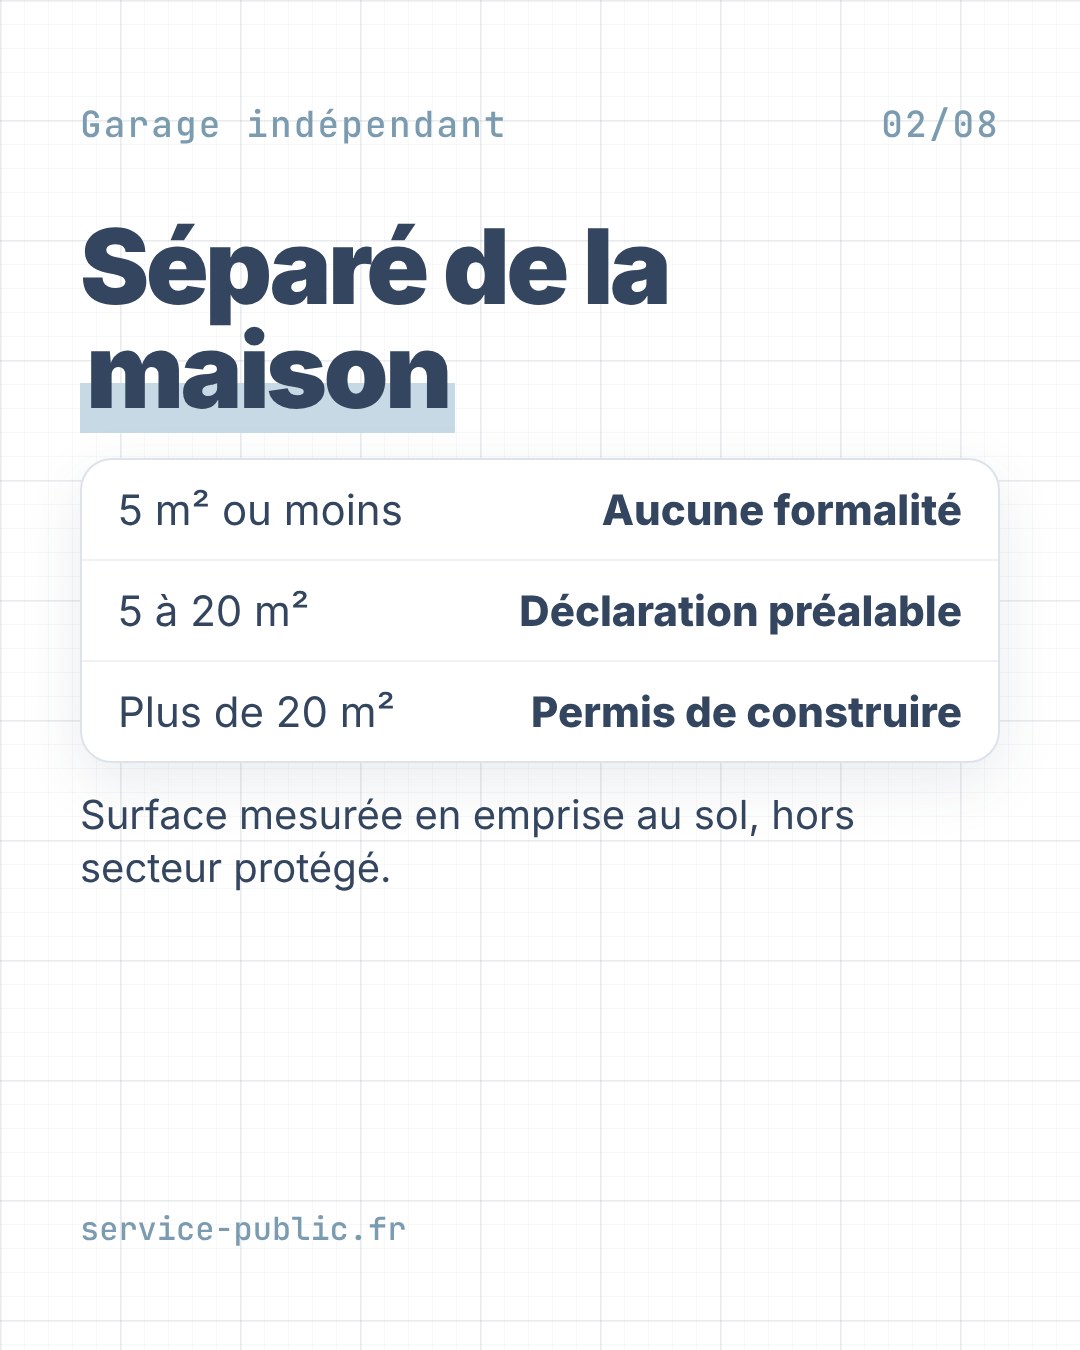 Garage indépendant 02/08
Séparé de la
maison
5 m² ou moins Aucune formalité
5 à 20 m² Déclaration préalable
Plus de 20 m² Permis de construire
Surface mesurée en emprise au sol, hors
secteur protégé.
service-public.fr